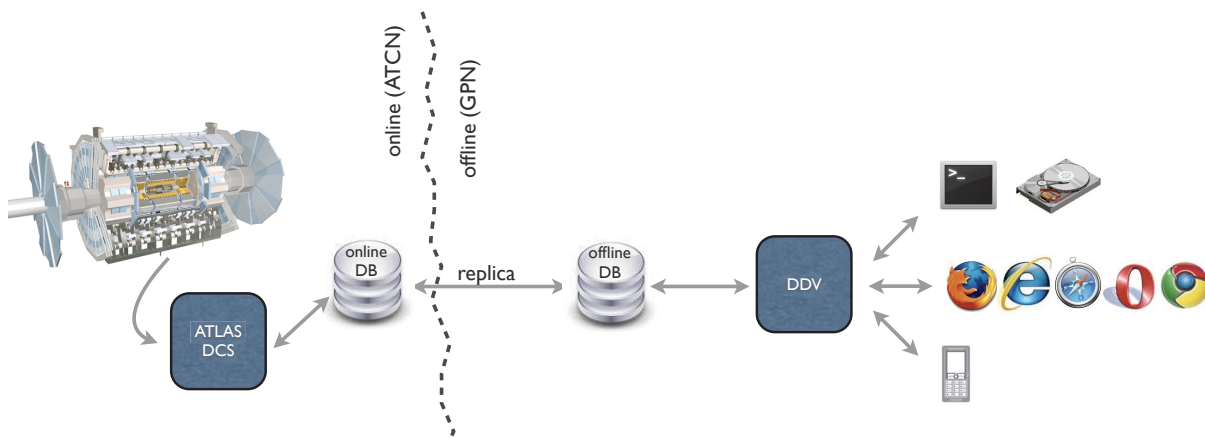 online (ATCN)
offline (GPN)
>_
online
DB
replica
offline
DB
DDV
ATLAS
DCS